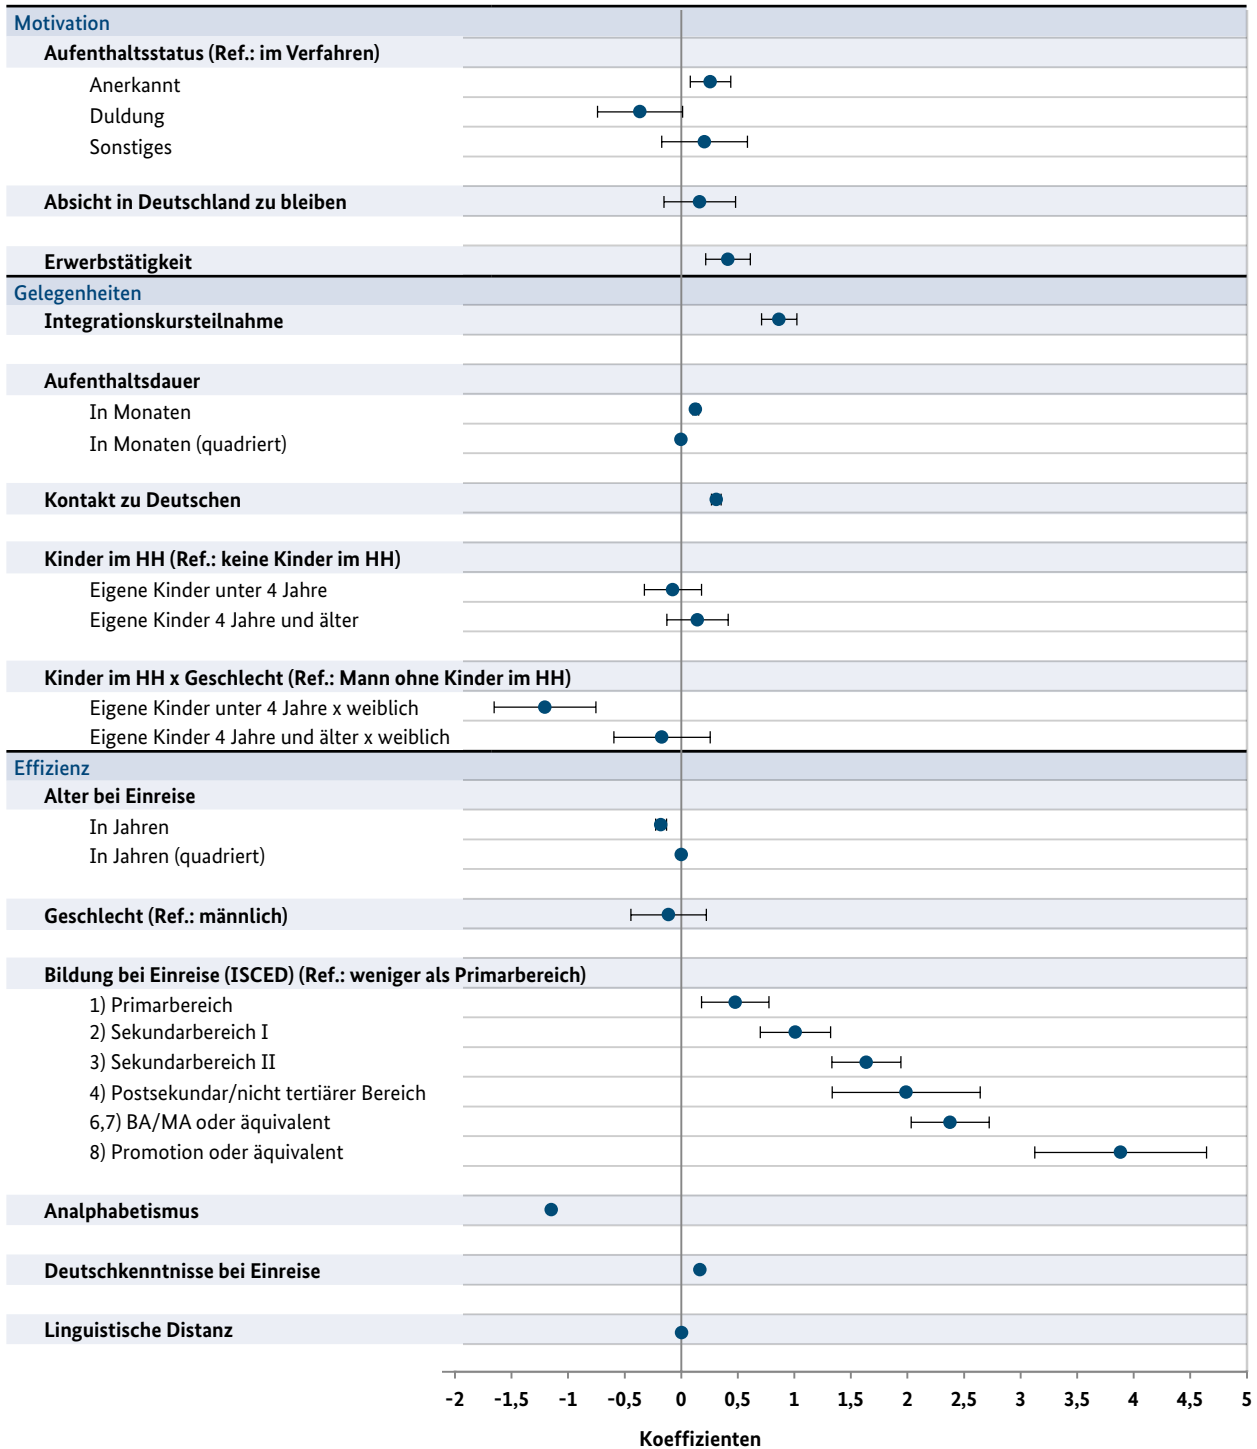 Motivation
Aufenthaltsstatus (Ref.: im Verfahren)
Anerkannt
Duldung
Sonstiges
Absicht in Deutschland zu bleiben
Erwerbstätigkeit
Gelegenheiten
Integrationskursteilnahme
Aufenthaltsdauer
In Monaten
In Monaten (quadriert)
Kontakt zu Deutschen
Kinder im HH (Ref.: keine Kinder im HH)
Eigene Kinder unter 4 Jahre
Eigene Kinder 4 Jahre und älter
Kinder im HH x Geschlecht (Ref.: Mann ohne Kinder im HH)
Eigene Kinder unter 4 Jahre x weiblich
Eigene Kinder 4 Jahre und älter x weiblich
Effizienz
Alter bei Einreise
In Jahren
In Jahren (quadriert)
Geschlecht (Ref.: männlich)
Bildung bei Einreise (ISCED) (Ref.: weniger als Primarbereich)
1) Primarbereich
2) Sekundarbereich I
3) Sekundarbereich II
4) Postsekundar/nicht tertiärer Bereich
6,7) BA/MA oder äquivalent
8) Promotion oder äquivalent
Analphabetismus
Deutschkenntnisse bei Einreise
Linguistische Distanz
-2 -1,5 -1 -0,5 0 0,5 1 1,5 2 2,5 3 3,5 4 4,5 5
Koeffizienten